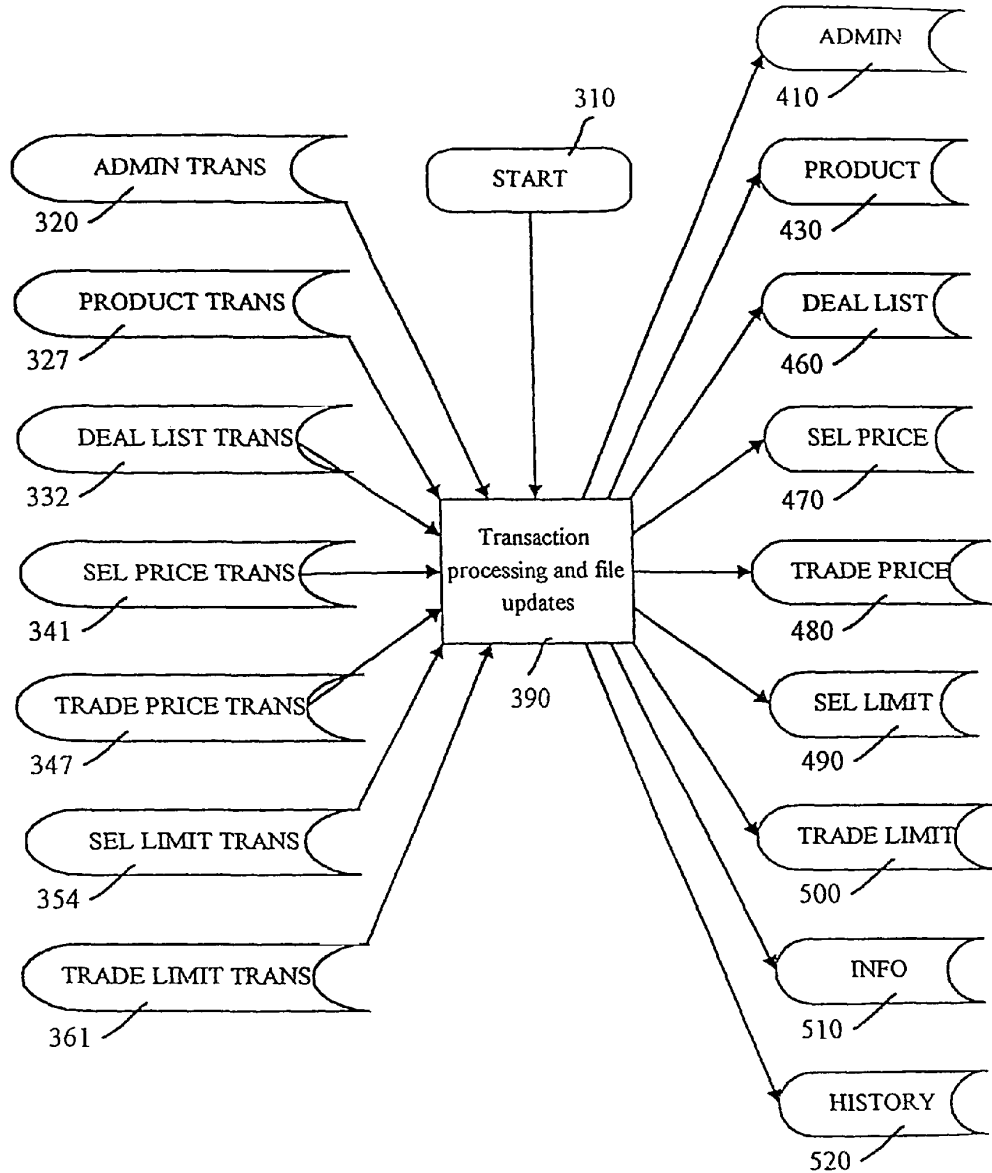 ADMIN
410
310
START
ADMIN TRANS
320
PRODUCT
430
PRODUCT TRANS
327
DEAL LIST
460
DEAL LIST TRANS
332
SEL PRICE
470
Transaction
processing and file
updates
390
SEL PRICE TRANS
341
TRADE PRICE
480
TRADE PRICE TRANS
347
SEL LIMIT
490
SEL LIMIT TRANS
354
TRADE LIMIT
500
TRADE LIMIT TRANS
361
INFO
510
HISTORY
520